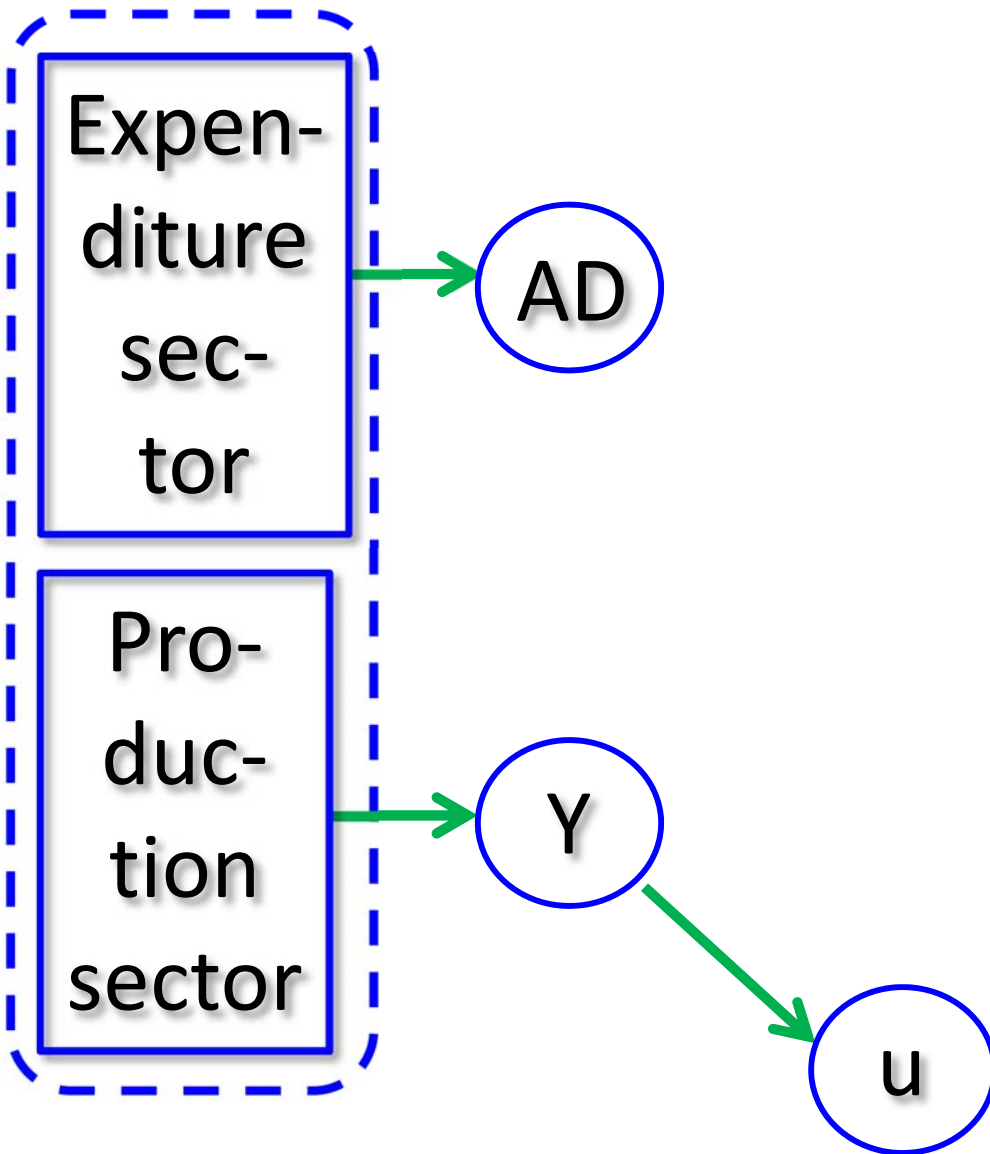 Expen-
diture
sec-
tor
AD
Pro-
duc-
tion
sector
Y
u